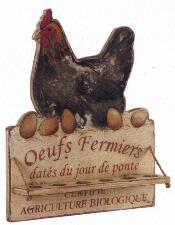 Oeufs Fermiers
datés du jour de ponte
CERTIFIÉ
AGRICULTURE BIOLOGIQUE